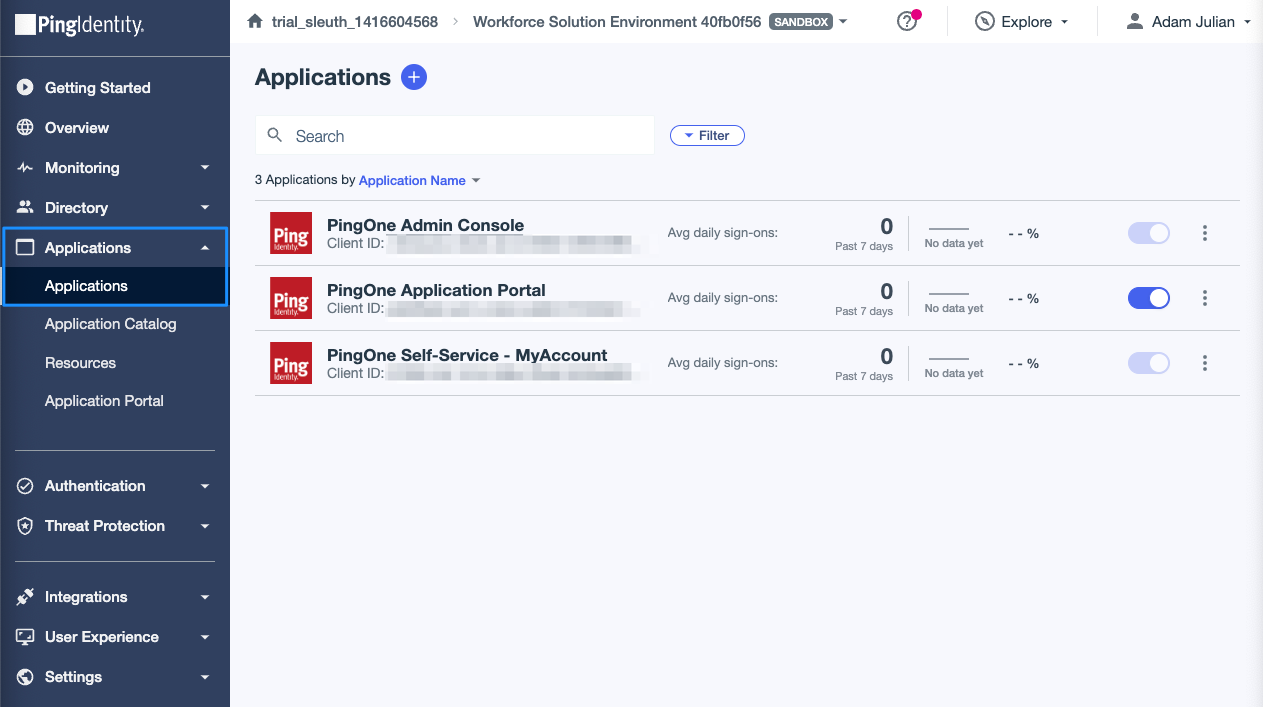 PingIdentity.
trial_sleuth_1416604568 > Workforce Solution Environment 40fb0f56 SANDBOX
Explore
Adam Julian
Getting Started
Overview
Monitoring
Directory
Applications
Applications
Application Catalog
Resources
Application Portal
Authentication
Threat Protection
Integrations
User Experience
Settings
Applications
Search
Filter
3 Applications by Application Name
Ping
Identity.
PingOne Admin Console
Client ID:
Avg daily sign-ons:
0
Past 7 days
No data yet
- - %
Ping
Identity.
PingOne Application Portal
Client ID:
Avg daily sign-ons:
0
Past 7 days
No data yet
- - %
Ping
Identity.
PingOne Self-Service - MyAccount
Client ID:
Avg daily sign-ons:
0
Past 7 days
No data yet
- - %